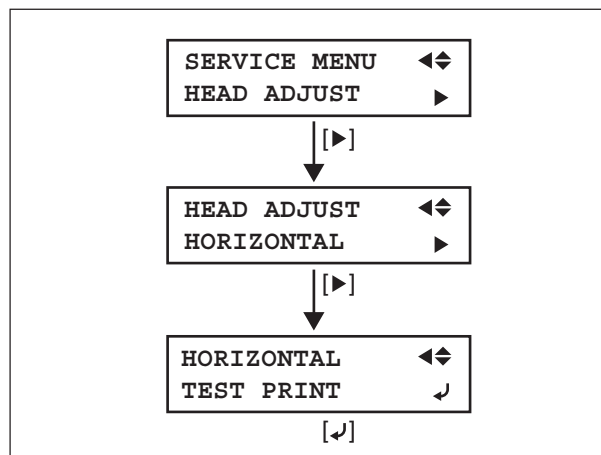 SERVICE MENU ◀◆
HEAD ADJUST ▶
[▶]
HEAD ADJUST ◀◆
HORIZONTAL ▶
[▶]
HORIZONTAL ◀◆
TEST PRINT ↵
[↵]